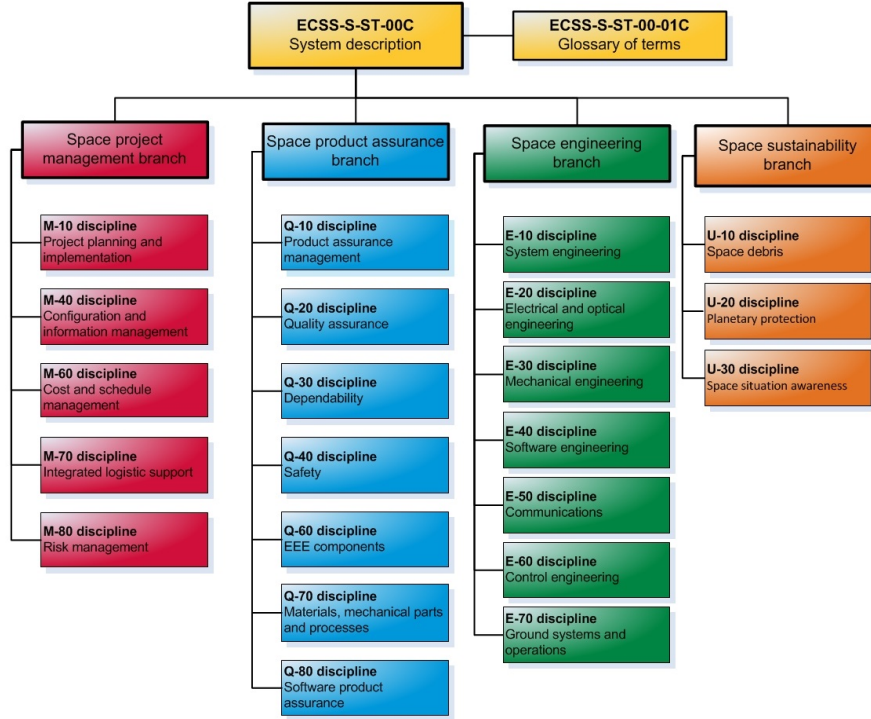 ECSS-S-ST-00C
System description
ECSS-S-ST-00-01C
Glossary of terms
Space project
management branch
M-10 discipline
Project planning and
implementation
M-40 discipline
Configuration and
information management
M-60 discipline
Cost and schedule
management
M-70 discipline
Integrated logistic support
M-80 discipline
Risk management
Space product assurance
branch
Q-10 discipline
Product assurance
management
Q-20 discipline
Quality assurance
Q-30 discipline
Dependability
Q-40 discipline
Safety
Q-60 discipline
EEE components
Q-70 discipline
Materials, mechanical parts
and processes
Q-80 discipline
Software product
assurance
Space engineering
branch
E-10 discipline
System engineering
E-20 discipline
Electrical and optical
engineering
E-30 discipline
Mechanical engineering
E-40 discipline
Software engineering
E-50 discipline
Communications
E-60 discipline
Control engineering
E-70 discipline
Ground systems and
operations
Space sustainability
branch
U-10 discipline
Space debris
U-20 discipline
Planetary protection
U-30 discipline
Space situation awareness